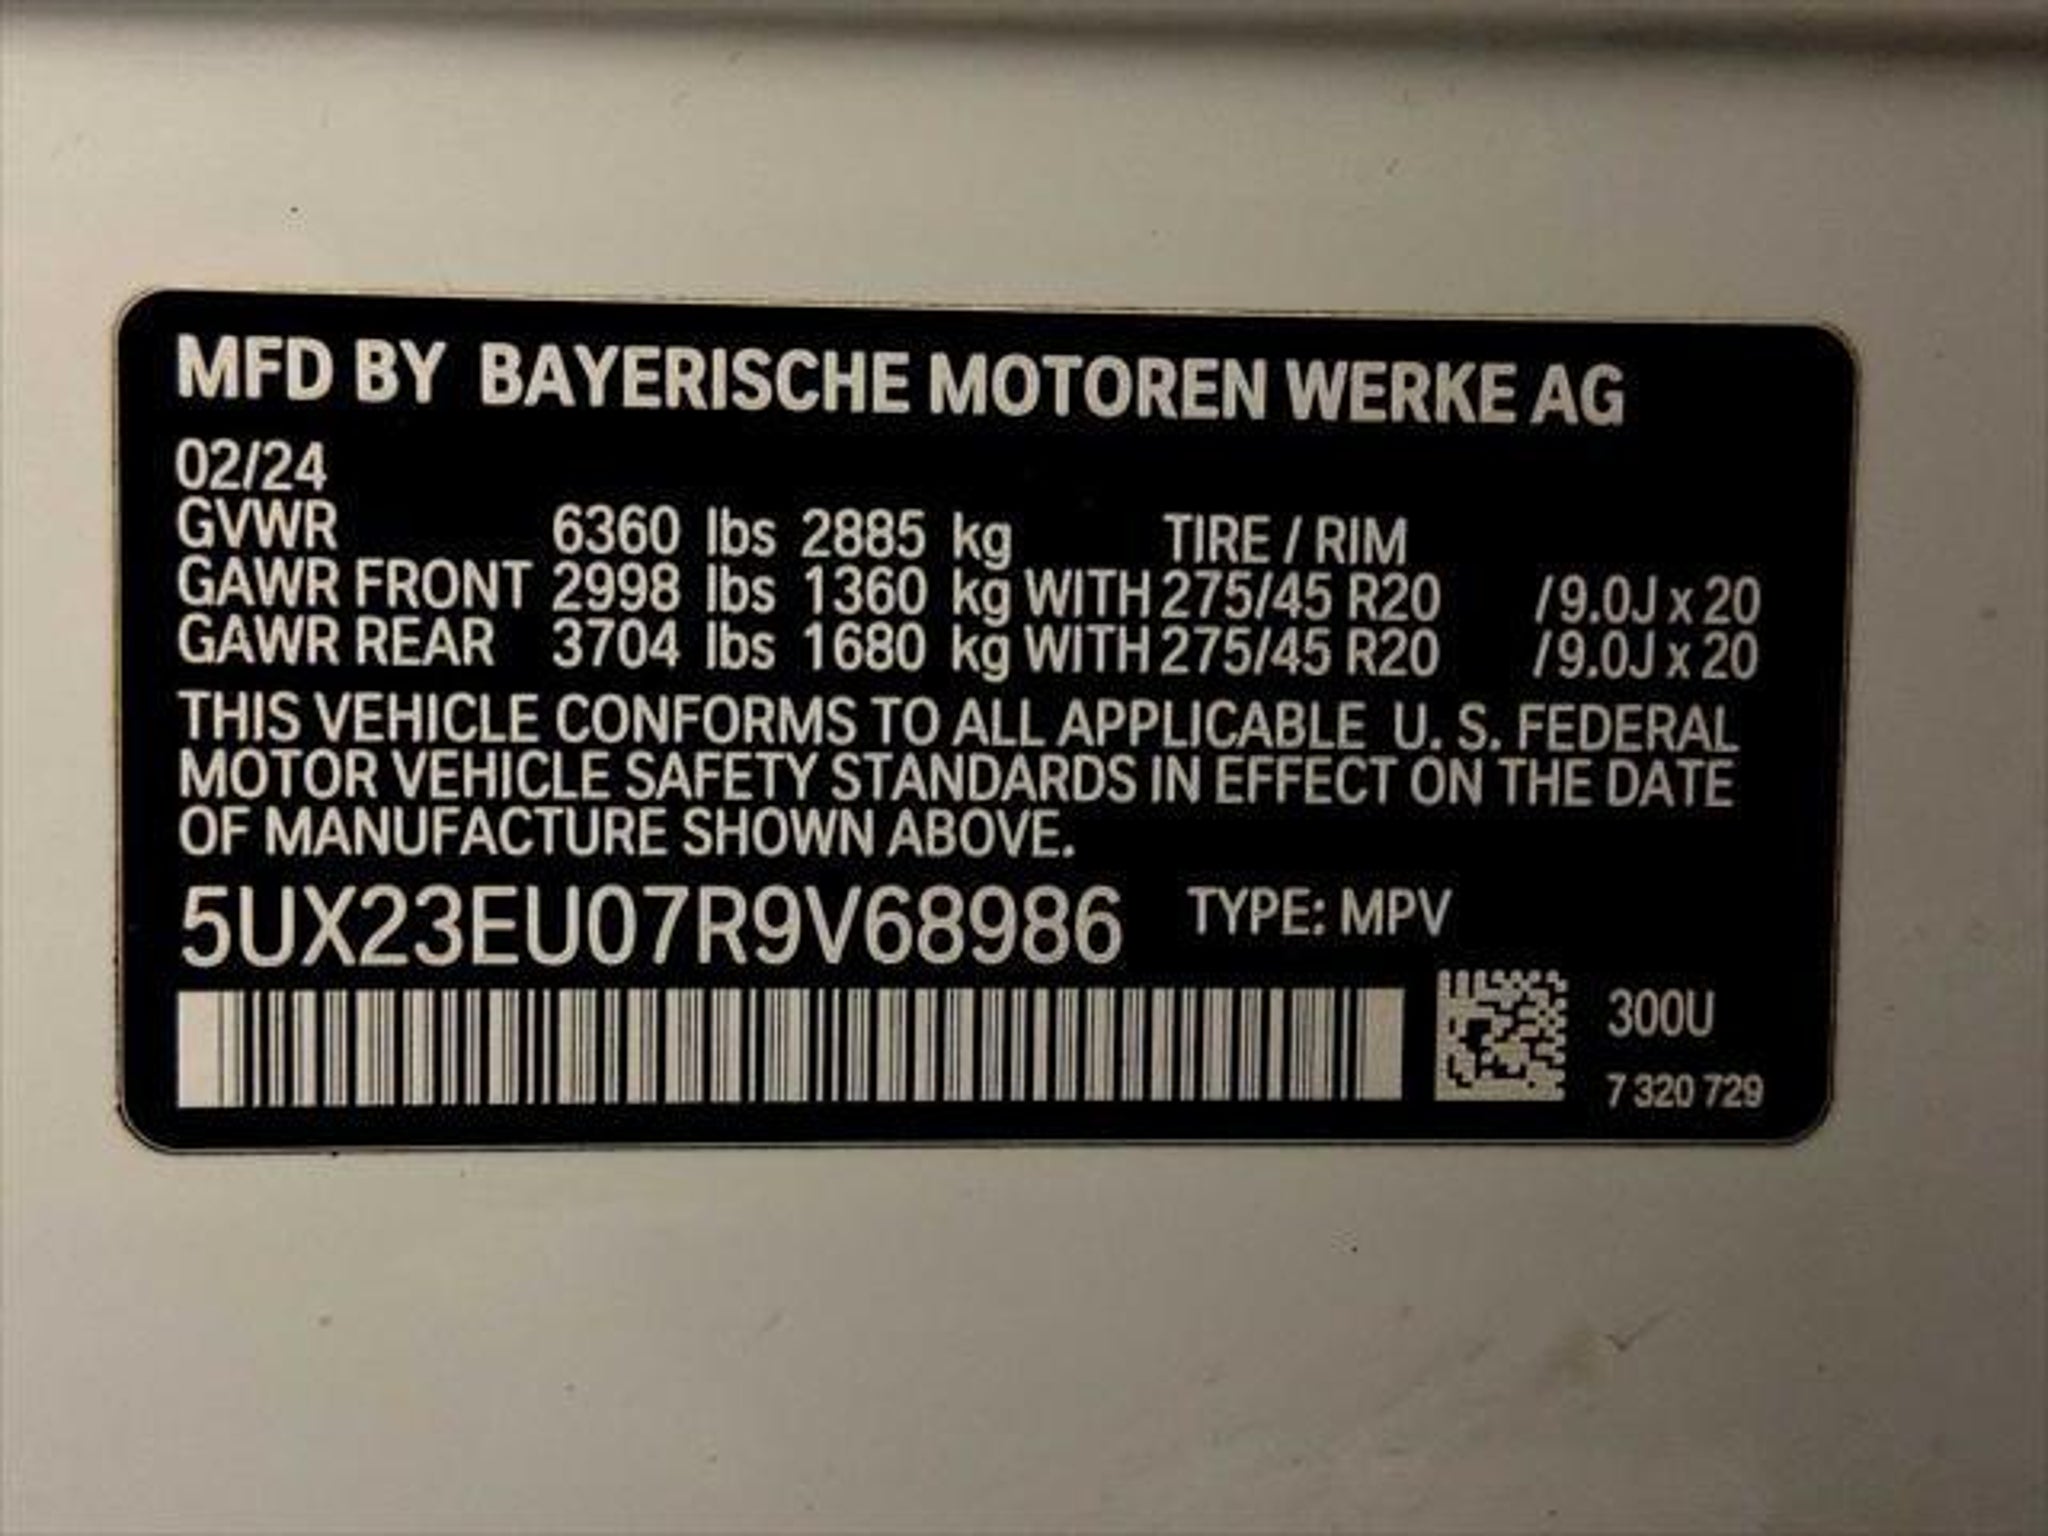 MFD BY BAYERISCHE MOTOREN WERKE AG
02/24
GVWR 6360 lbs 2885 kg TIRE / RIM
GAWR FRONT 2998 lbs 1360 kg WITH 275/45 R20 / 9.0J x 20
GAWR REAR 3704 lbs 1680 kg WITH 275/45 R20 / 9.0J x 20
THIS VEHICLE CONFORMS TO ALL APPLICABLE U. S. FEDERAL
MOTOR VEHICLE SAFETY STANDARDS IN EFFECT ON THE DATE
OF MANUFACTURE SHOWN ABOVE.
5UX23EU07R9V68986 TYPE: MPV
300U
7 320 729